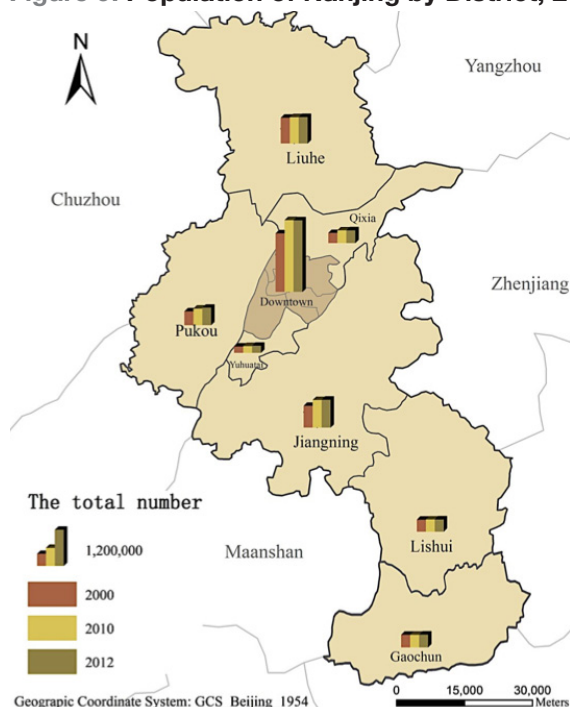 Population of Nanjing by District,
N
Yangzhou
Liuhe
Chuzhou
Qixia
Zhenjiang
Downtown
Pukou
Yuhuatai
Jiangning
The total number
1,200,000
Maanshan
Lishui
2000
2010
2012
Gaochun
0 15,000 30,000
Meters
Geograpic Coordinate System: GCS Beijing 1954